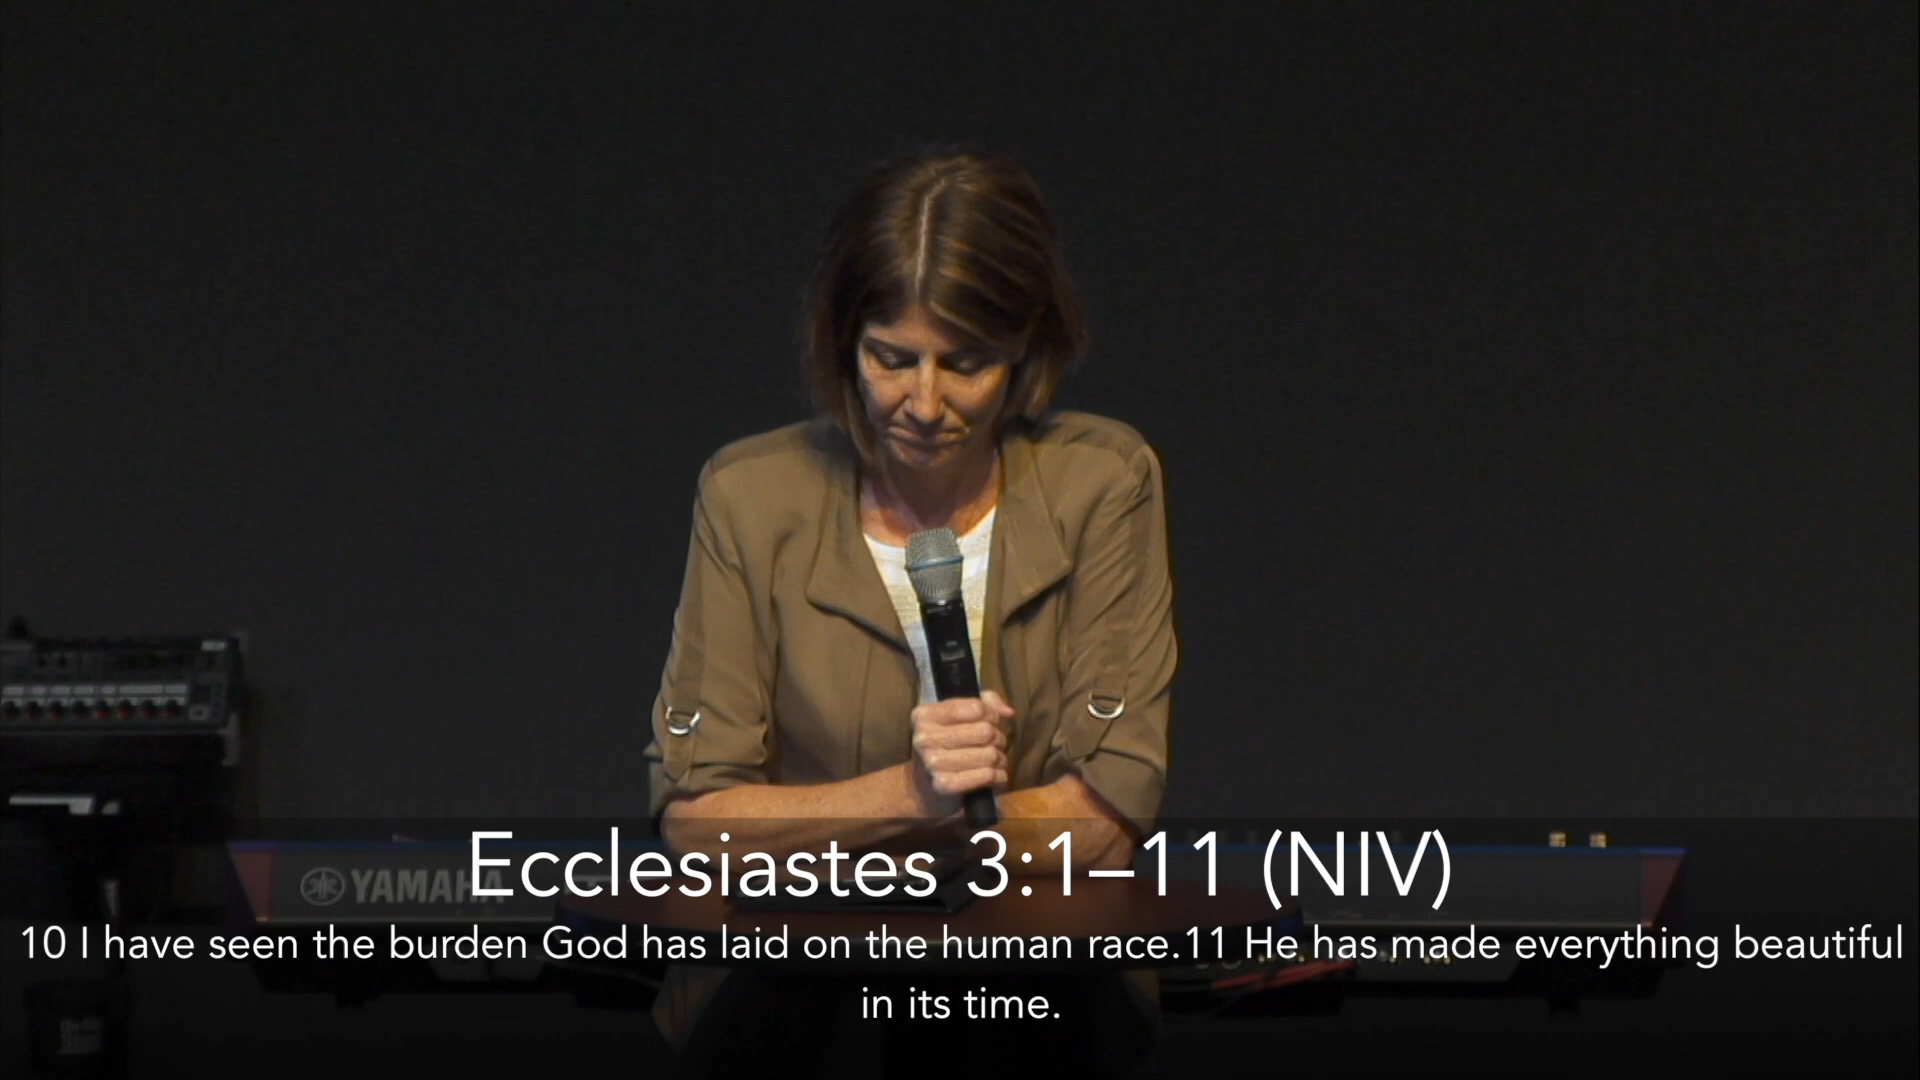 YAMAHA
Ecclesiastes 3:1–11 (NIV)
10 I have seen the burden God has laid on the human race.11 He has made everything beautiful
in its time.